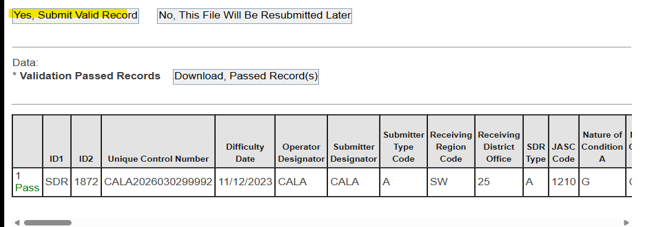 Yes, Submit Valid Record No, This File Will Be Resubmitted Later
Data:
* Validation Passed Records Download, Passed Record(s)
ID1 ID2 Unique Control Number Difficulty Date Operator Designator Submitter Designator Submitter Type Code Receiving Region Code Receiving District Office SDR Type JASC Code Nature of Condition A
1 Pass SDR 1872 CALA2026030299992 11/12/2023 CALA CALA A SW 25 A 1210 G